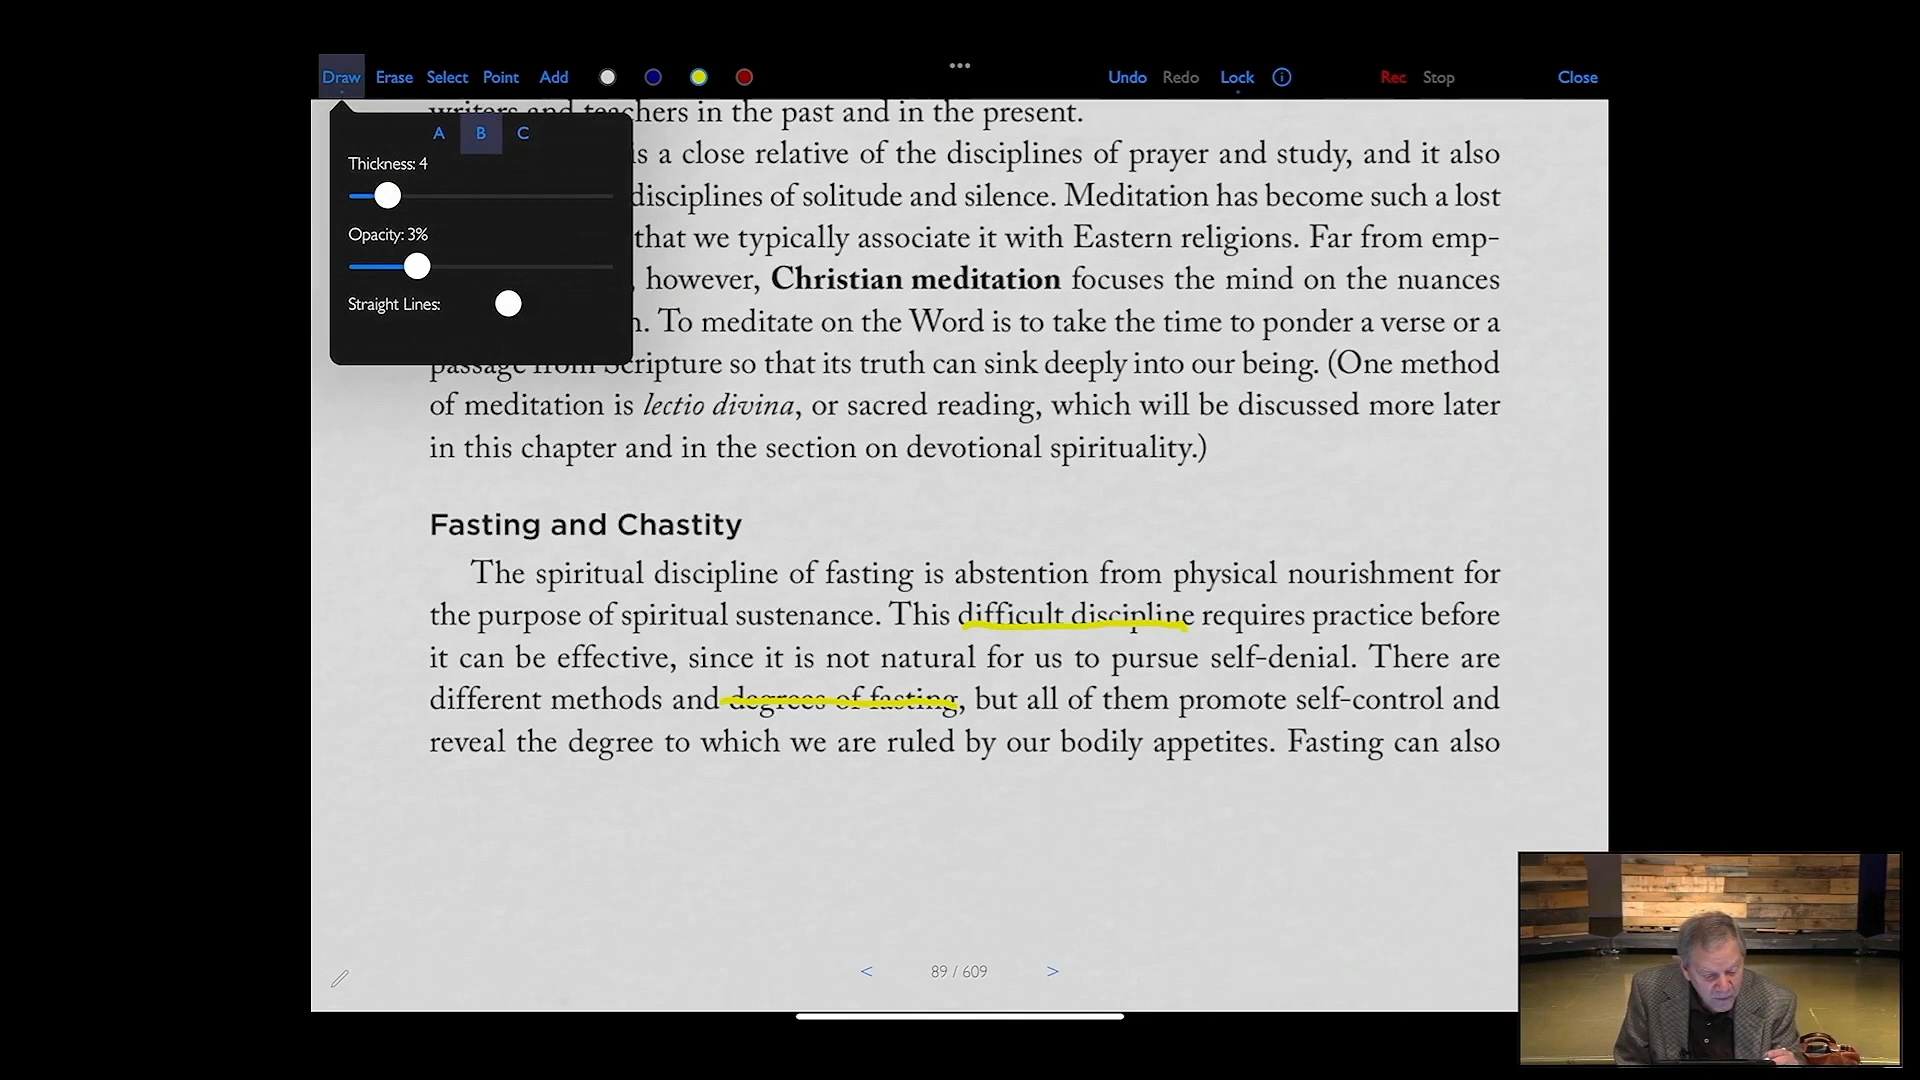 Draw Erase Select Point Add Undo Redo Lock Rec Stop Close
A B C
Thickness: 4
Opacity: 3%
Straight Lines:
writers and teachers in the past and in the present.
is a close relative of the disciplines of prayer and study, and it also
disciplines of solitude and silence. Meditation has become such a lost
that we typically associate it with Eastern religions. Far from emp-
, however, Christian meditation focuses the mind on the nuances
. To meditate on the Word is to take the time to ponder a verse or a
passage from Scripture so that its truth can sink deeply into our being. (One method
of meditation is lectio divina, or sacred reading, which will be discussed more later
in this chapter and in the section on devotional spirituality.)
Fasting and Chastity
The spiritual discipline of fasting is abstention from physical nourishment for
the purpose of spiritual sustenance. This difficult discipline requires practice before
it can be effective, since it is not natural for us to pursue self-denial. There are
different methods and degrees of fasting, but all of them promote self-control and
reveal the degree to which we are ruled by our bodily appetites. Fasting can also
< 89 / 609 >